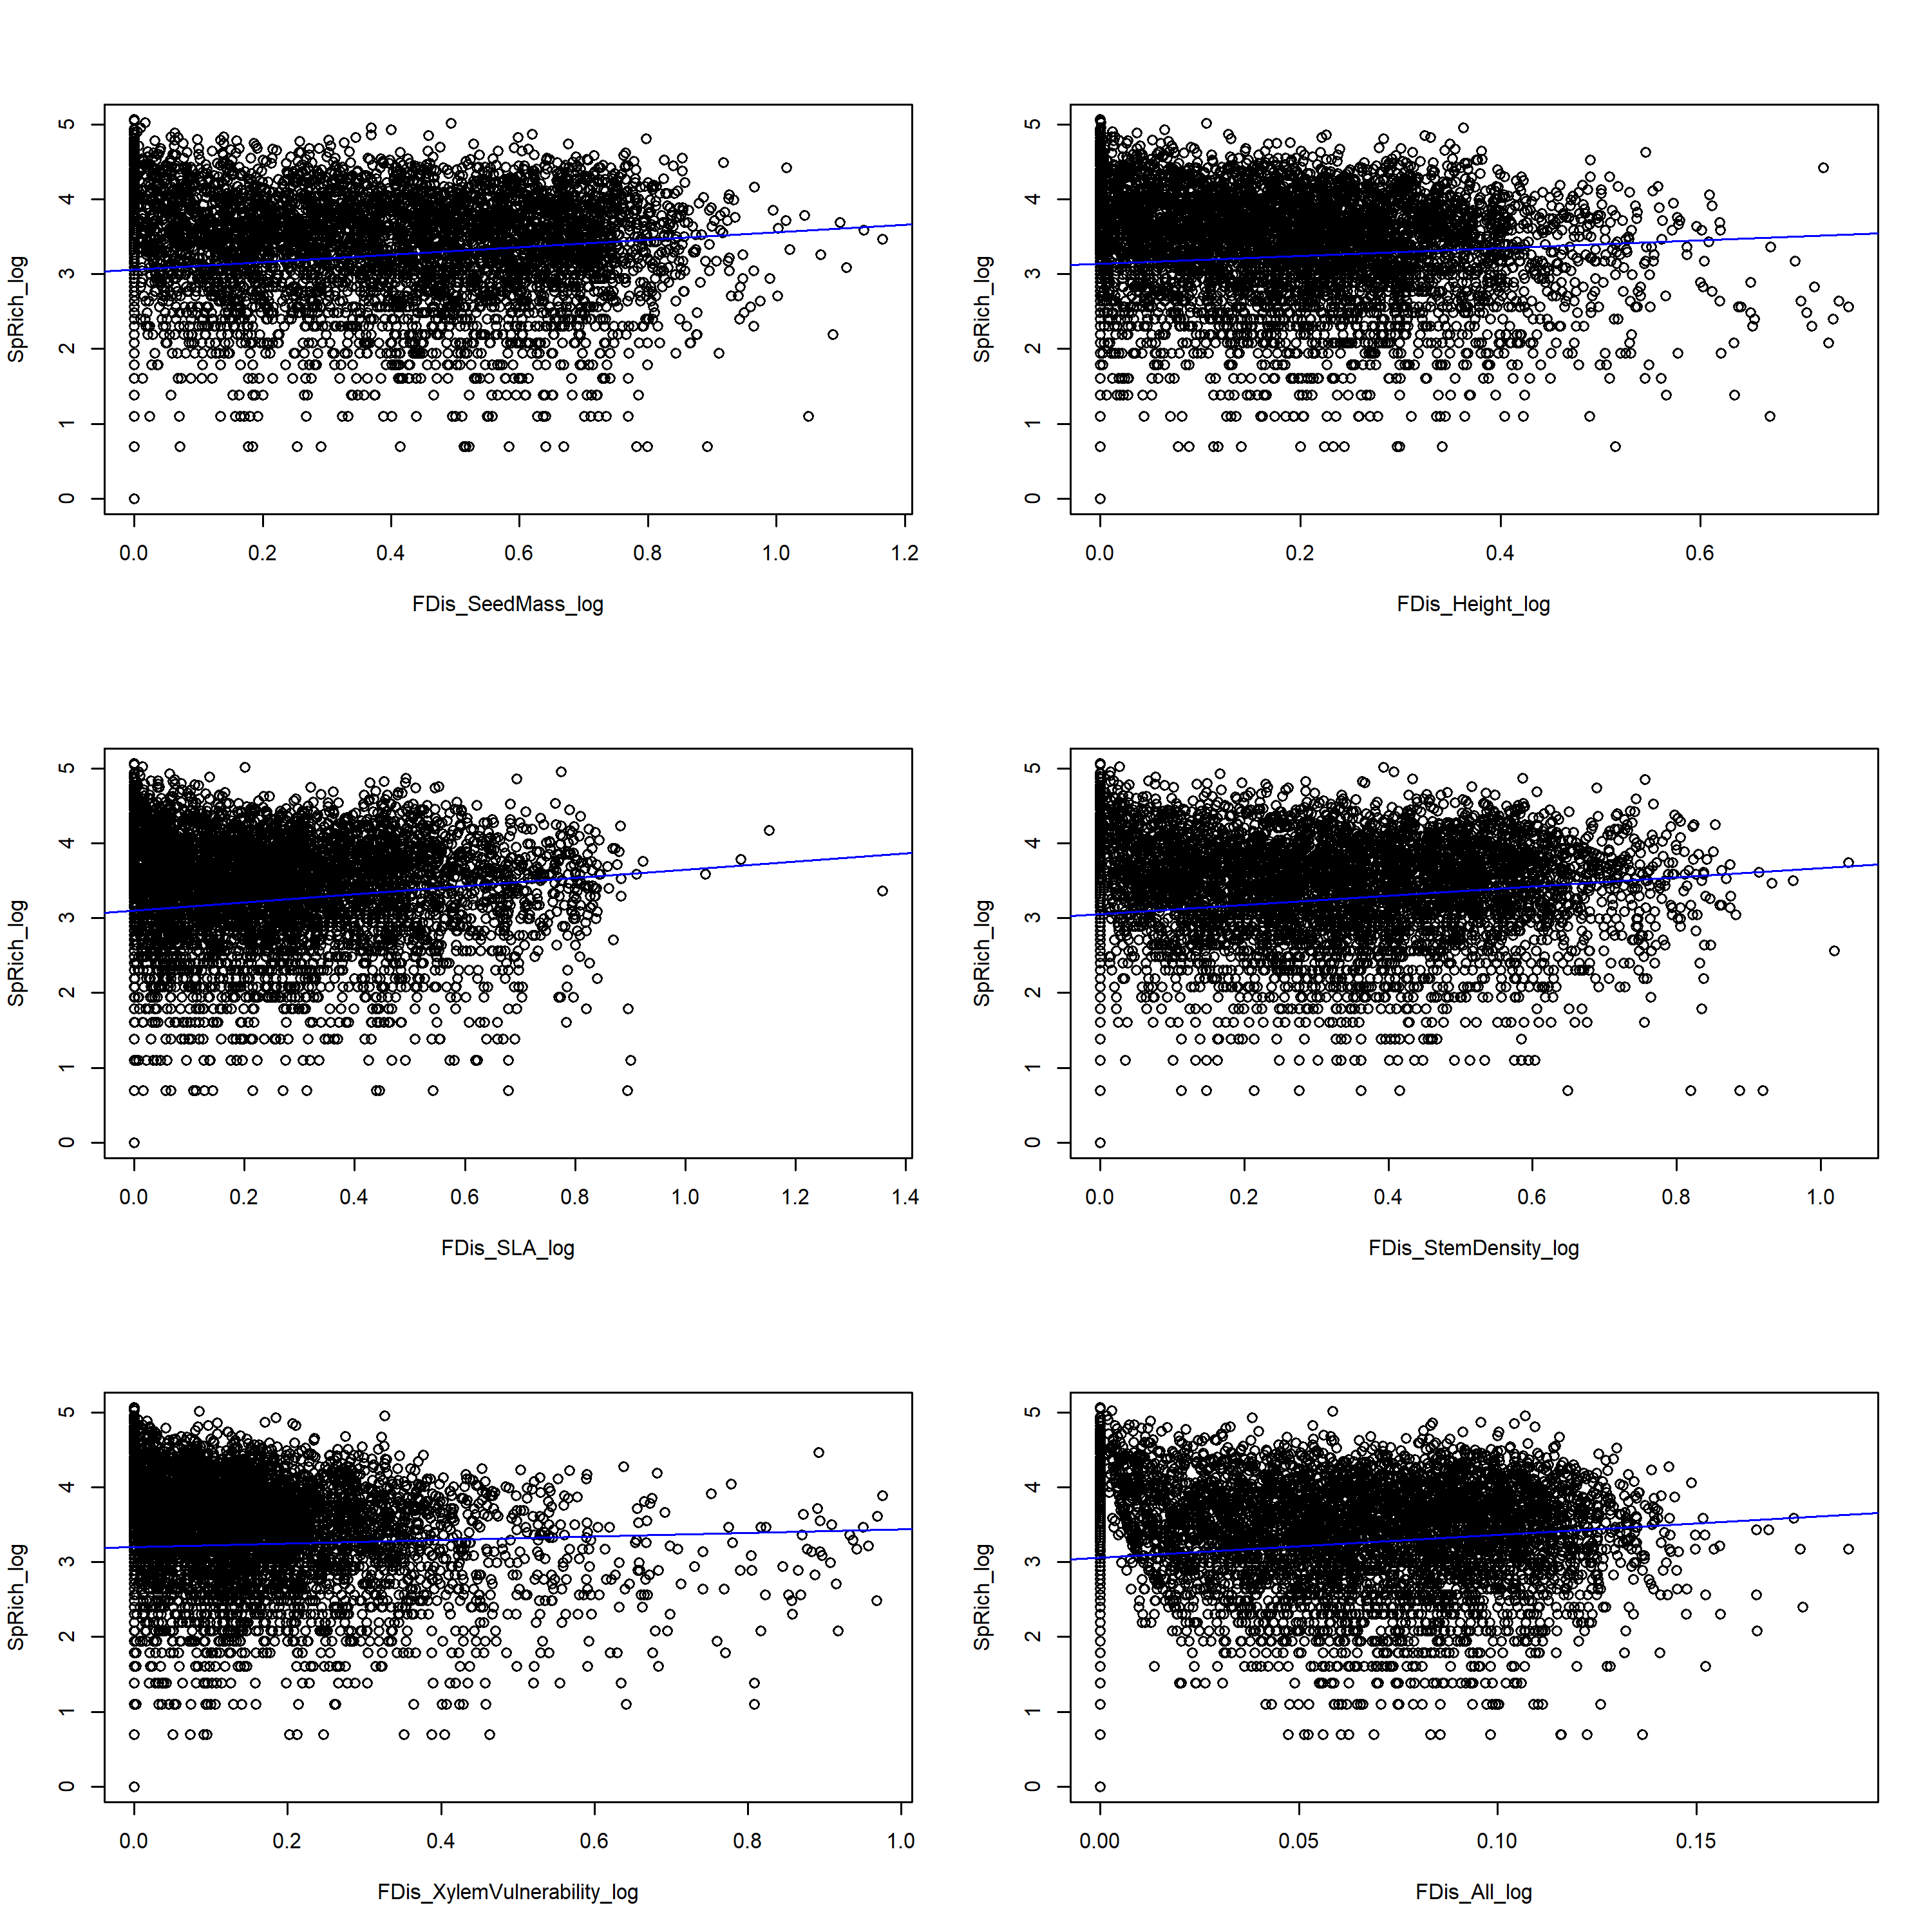 SpRich_log
0 1 2 3 4 5
0.0 0.2 0.4 0.6 0.8 1.0 1.2
FDis_SeedMass_log
SpRich_log
0 1 2 3 4 5
0.0 0.2 0.4 0.6
FDis_Height_log
SpRich_log
0 1 2 3 4 5
0.0 0.2 0.4 0.6 0.8 1.0 1.2 1.4
FDis_SLA_log
SpRich_log
0 1 2 3 4 5
0.0 0.2 0.4 0.6 0.8 1.0
FDis_StemDensity_log
SpRich_log
0 1 2 3 4 5
0.0 0.2 0.4 0.6 0.8 1.0
FDis_XylemVulnerability_log
SpRich_log
0 1 2 3 4 5
0.00 0.05 0.10 0.15
FDis_All_log